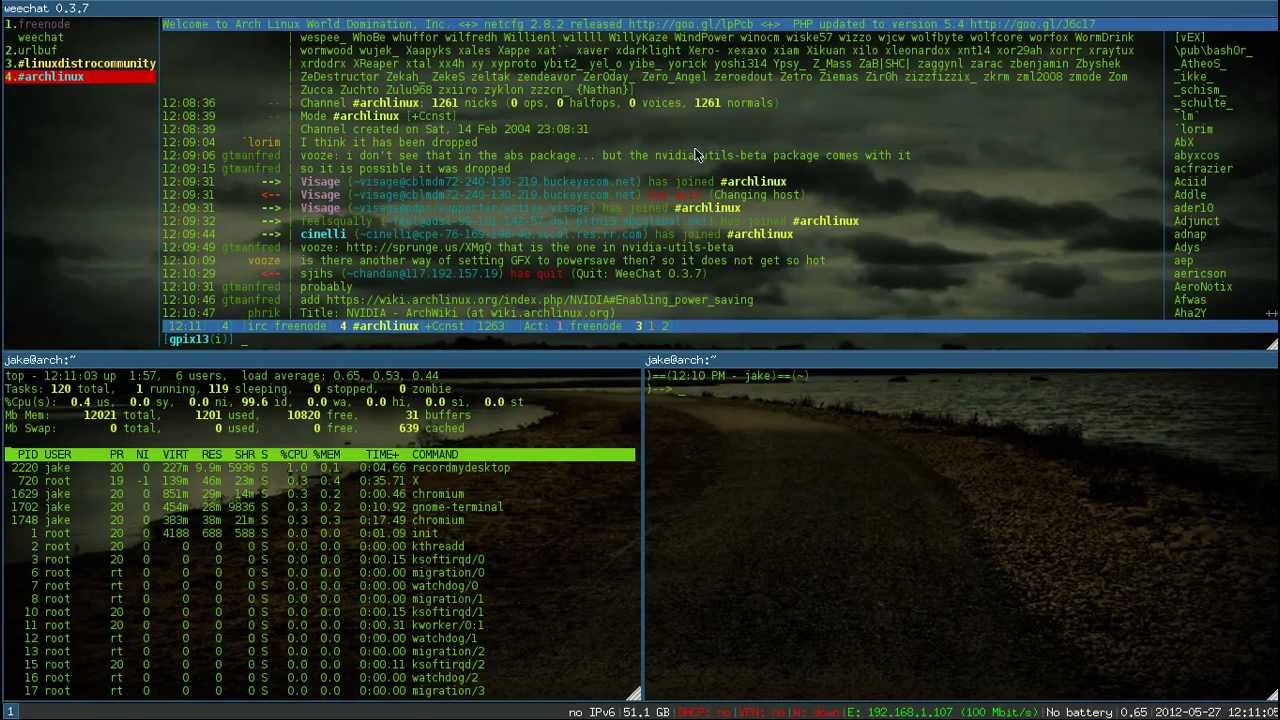 weechat 0.3.7
1.freenode
weechat
2.urlbuf
3.#linuxdistrocommunity
4.#archlinux
Welcome to Arch Linux World Domination, Inc. <+> netcfg 2.8.2 released http://goo.gl/lpPcb <+> PHP updated to version 5.4 http://goo.gl/J6c17
| wespee_ WhoBe whuffor wilfredh Willienl willll WillyKaze WindPower winocm wiske57 wizzo wjcw wolfbyte wolfcore worfox WormDrink
| wormwood wujek_ Xaapyks xales Xappe xat`` xaver xdarklight Xero- xexaxo xiam Xikuan xilo xleonardox xnt14 xor29ah xorrr xraytux
| xrdodrx XReaper xtal xx4h xy xyproto ybit2_ yel_o yibe_ yorick yoshi314 Ypsy_ Z_Mass ZaB|SHC| zaggynl zarac zbenjamin Zbyshek
| ZeDestructor Zekah_ ZekeS zeltak zendeavor Zer0day_ Zero_Angel zeroedout Zetro Ziemas Zir0h zizzfizzix_ zkrm zml2008 zmode Zom
| Zucca Zuchto Zulu968 zxiiro zyklon zzzcn_ {Nathan}]
12:08:36 -- | Channel #archlinux: 1261 nicks (0 ops, 0 halfops, 0 voices, 1261 normals)
12:08:39 -- | Mode #archlinux [+Ccnst]
12:08:39 -- | Channel created on Sat, 14 Feb 2004 23:08:31
12:09:04 `lorim | I think it has been dropped
12:09:06 gtmanfred | vooze: i don't see that in the abs package... but the nvidia-utils-beta package comes with it
12:09:15 gtmanfred | so it is possible it was dropped
12:09:31 --> | Visage (~visage@cblmdm72-240-130-219.buckeyecom.net) has joined #archlinux
12:09:31 <-- | Visage (~visage@cblmdm72-240-130-219.buckeyecom.net) has quit (Changing host)
12:09:31 --> | Visage has joined #archlinux
12:09:32 --> | has joined #archlinux
12:09:44 --> | cinelli has joined #archlinux
12:09:49 gtmanfred | vooze: http://sprunge.us/XMgQ that is the one in nvidia-utils-beta
12:10:09 vooze | is there another way of setting GFX to powersave then? so it does not get so hot
12:10:29 <-- | sjihs (~chandan@117.192.157.19) has quit (Quit: WeeChat 0.3.7)
12:10:31 gtmanfred | probably
12:10:46 gtmanfred | add https://wiki.archlinux.org/index.php/NVIDIA#Enabling_power_saving
12:10:47 phrik | Title: NVIDIA - ArchWiki (at wiki.archlinux.org)
[12:11] [4] [irc/freenode] 4:#archlinux(+Ccnst){1263} [Act: 1:freenode, 3(1 2)]
[gpix13(i)] _
[vEX]
\pub\bash0r_
_AtheoS_
_ikke_
_schism_
_schulte_
`lm`
`lorim
AbX
abyxcos
acfrazier
Aciid
Addle
ader10
Adjunct
adnap
Adys
aep
aericson
AeroNotix
Afwas
Aha2Y
++
jake@arch:~
top - 12:11:03 up 1:57, 6 users, load average: 0.65, 0.53, 0.44
Tasks: 120 total, 1 running, 119 sleeping, 0 stopped, 0 zombie
%Cpu(s): 0.4 us, 0.0 sy, 0.0 ni, 99.6 id, 0.0 wa, 0.0 hi, 0.0 si, 0.0 st
Mb Mem: 12021 total, 1201 used, 10820 free, 31 buffers
Mb Swap: 0 total, 0 used, 0 free, 639 cached
PID USER PR NI VIRT RES SHR S %CPU %MEM TIME+ COMMAND
2220 jake 20 0 227m 9.9m 5936 S 1.0 0.1 0:04.66 recordmydesktop
720 root 19 -1 139m 46m 23m S 0.3 0.4 0:35.71 X
1629 jake 20 0 851m 29m 14m S 0.3 0.2 0:00.46 chromium
1702 jake 20 0 454m 28m 9836 S 0.3 0.2 0:10.92 gnome-terminal
1748 jake 20 0 383m 38m 21m S 0.3 0.3 0:17.49 chromium
1 root 20 0 4188 688 588 S 0.0 0.0 0:01.09 init
2 root 20 0 0 0 0 S 0.0 0.0 0:00.00 kthreadd
3 root 20 0 0 0 0 S 0.0 0.0 0:00.15 ksoftirqd/0
6 root rt 0 0 0 0 S 0.0 0.0 0:00.00 migration/0
7 root rt 0 0 0 0 S 0.0 0.0 0:00.00 watchdog/0
8 root rt 0 0 0 0 S 0.0 0.0 0:00.00 migration/1
10 root 20 0 0 0 0 S 0.0 0.0 0:00.15 ksoftirqd/1
11 root 20 0 0 0 0 S 0.0 0.0 0:00.31 kworker/0:1
12 root rt 0 0 0 0 S 0.0 0.0 0:00.00 watchdog/1
13 root rt 0 0 0 0 S 0.0 0.0 0:00.00 migration/2
15 root 20 0 0 0 0 S 0.0 0.0 0:00.11 ksoftirqd/2
16 root rt 0 0 0 0 S 0.0 0.0 0:00.00 watchdog/2
17 root rt 0 0 0 0 S 0.0 0.0 0:00.00 migration/3
jake@arch:~
)==(12:10 PM - jake)==(~)
)--> _
1
no IPv6|51.1 GB|DHCP: no|VPN: no|W: down|E: 192.168.1.107 (100 Mbit/s)|No battery|0.65|2012-05-27 12:11:05